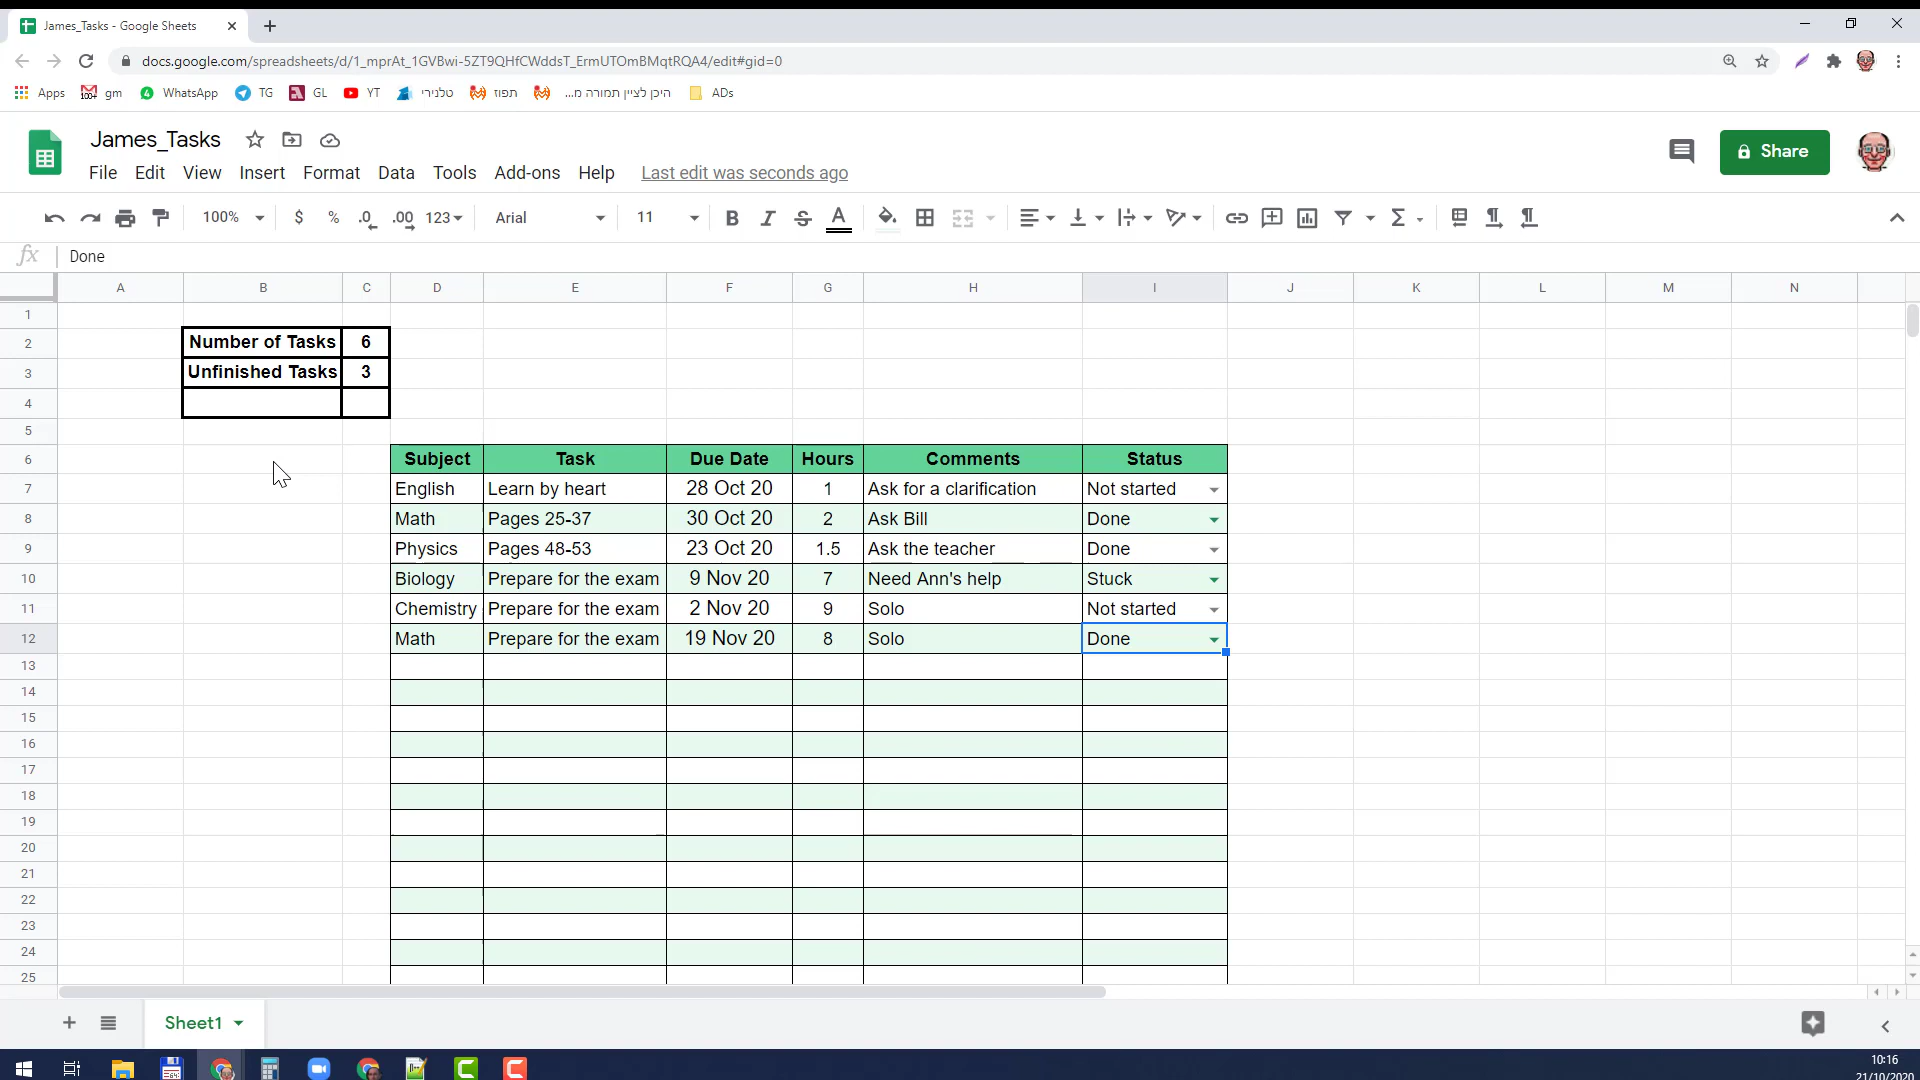 James_Tasks - Google Sheets
docs.google.com/spreadsheets/d/1_mprAt_1GVBwi-5ZT9QHfCWddsT_ErmUTOmBMqtRQA4/edit#gid=0
Apps gm WhatsApp TG GL YT טלנירי תפוז היכן לציין תמורה מ... ADs
James_Tasks
Share
File Edit View Insert Format Data Tools Add-ons Help Last edit was seconds ago
100% $ % .0 .00 123 Arial 11 B I S A Σ
fx Done
A B C D E F G H I J K L M N
1
2 Number of Tasks 6
3 Unfinished Tasks 3
4
5
6 Subject Task Due Date Hours Comments Status
7 English Learn by heart 28 Oct 20 1 Ask for a clarification Not started
8 Math Pages 25-37 30 Oct 20 2 Ask Bill Done
9 Physics Pages 48-53 23 Oct 20 1.5 Ask the teacher Done
10 Biology Prepare for the exam 9 Nov 20 7 Need Ann's help Stuck
11 Chemistry Prepare for the exam 2 Nov 20 9 Solo Not started
12 Math Prepare for the exam 19 Nov 20 8 Solo Done
13
14
15
16
17
18
19
20
21
22
23
24
25
Sheet1
10:16
21/10/2020